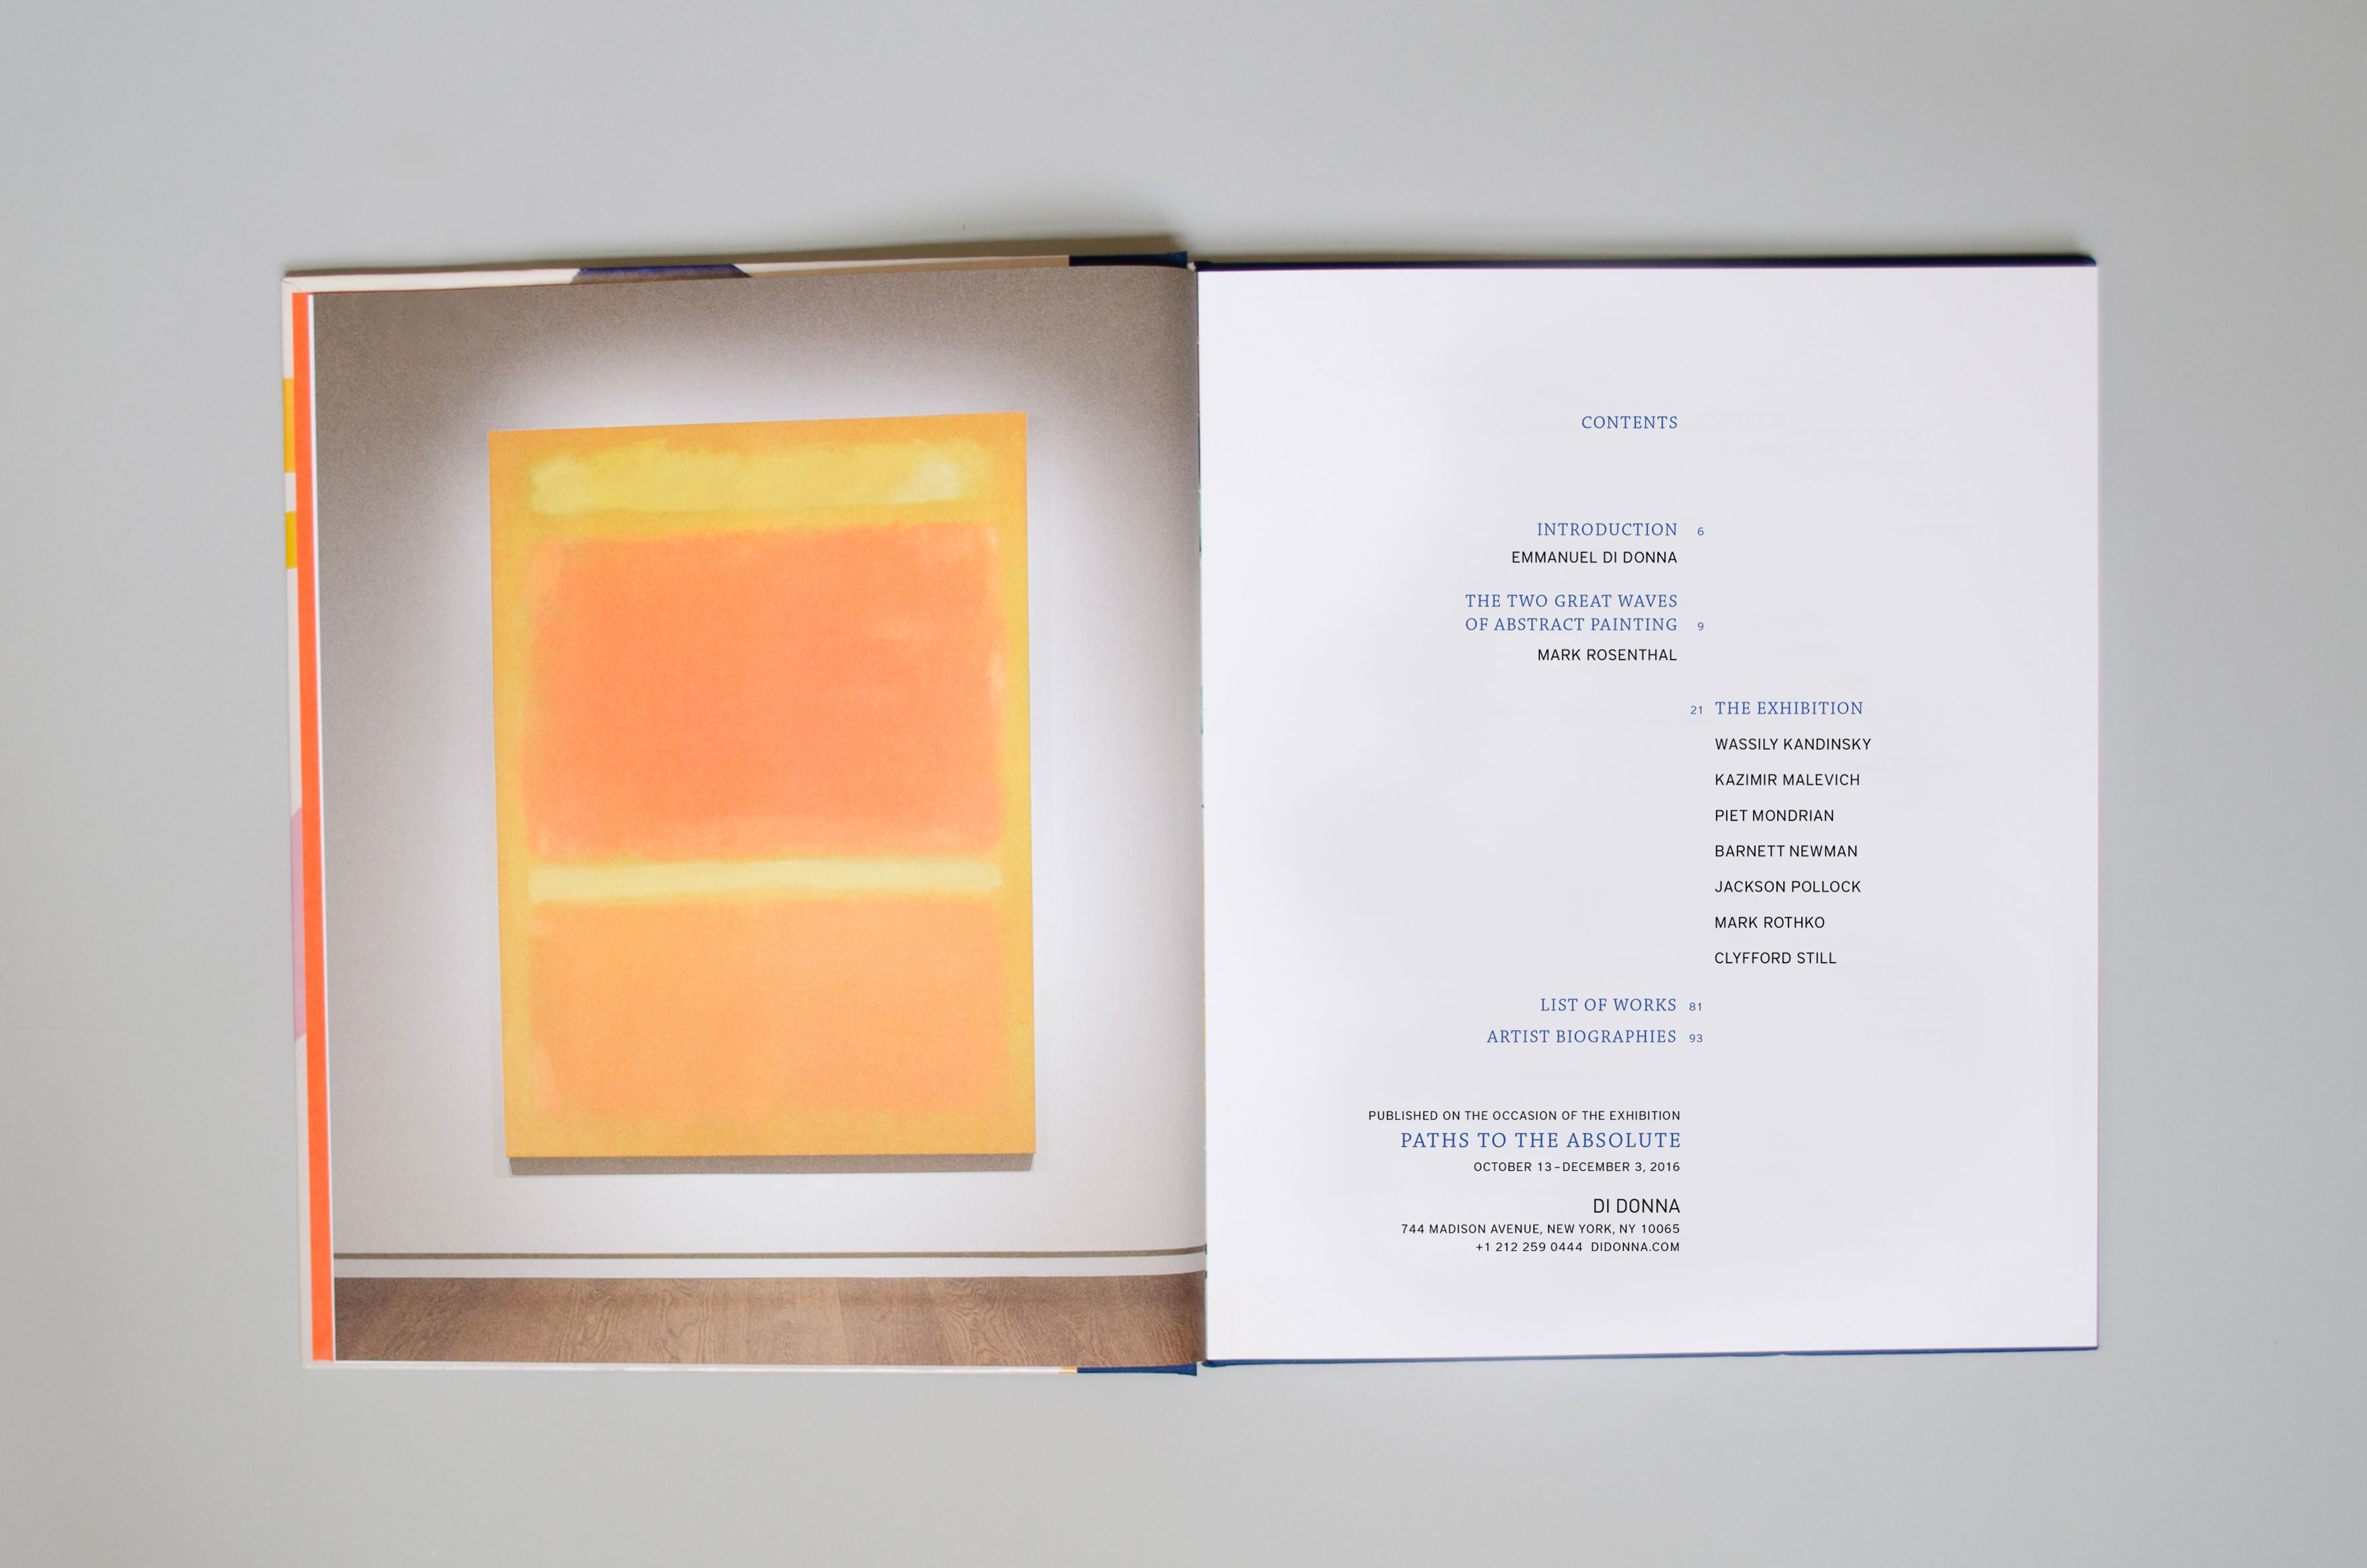 CONTENTS
INTRODUCTION 6
EMMANUEL DI DONNA
THE TWO GREAT WAVES
OF ABSTRACT PAINTING 9
MARK ROSENTHAL
21 THE EXHIBITION
WASSILY KANDINSKY
KAZIMIR MALEVICH
PIET MONDRIAN
BARNETT NEWMAN
JACKSON POLLOCK
MARK ROTHKO
CLYFFORD STILL
LIST OF WORKS 81
ARTIST BIOGRAPHIES 93
PUBLISHED ON THE OCCASION OF THE EXHIBITION
PATHS TO THE ABSOLUTE
OCTOBER 13–DECEMBER 3, 2016
DI DONNA
744 MADISON AVENUE, NEW YORK, NY 10065
+1 212 259 0444 DIDONNA.COM